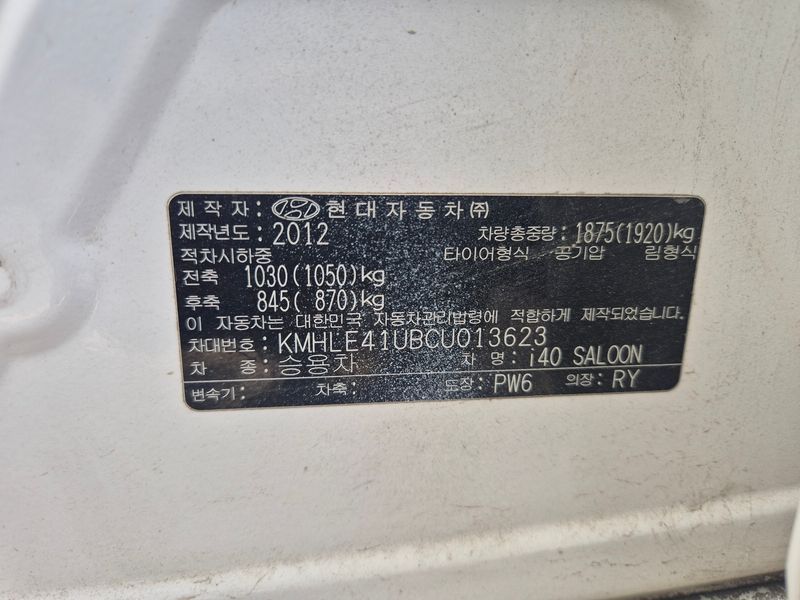 제 작 자 : 현대자동차㈜
제작년도 : 2012 차량총중량 : 1875(1920)kg
적차시하중 타이어형식 공기압 림형식
전축 1030(1050)kg
후축 845( 870)kg
이 자동차는 대한민국 자동차관리법령에 적합하게 제작되었음
차대번호 : KMHLE41UBCU013623
차 종 : 승용차 차 명 : i40 SALOON
변속기 : 차축 : 도장 : PW6 의장 : RY